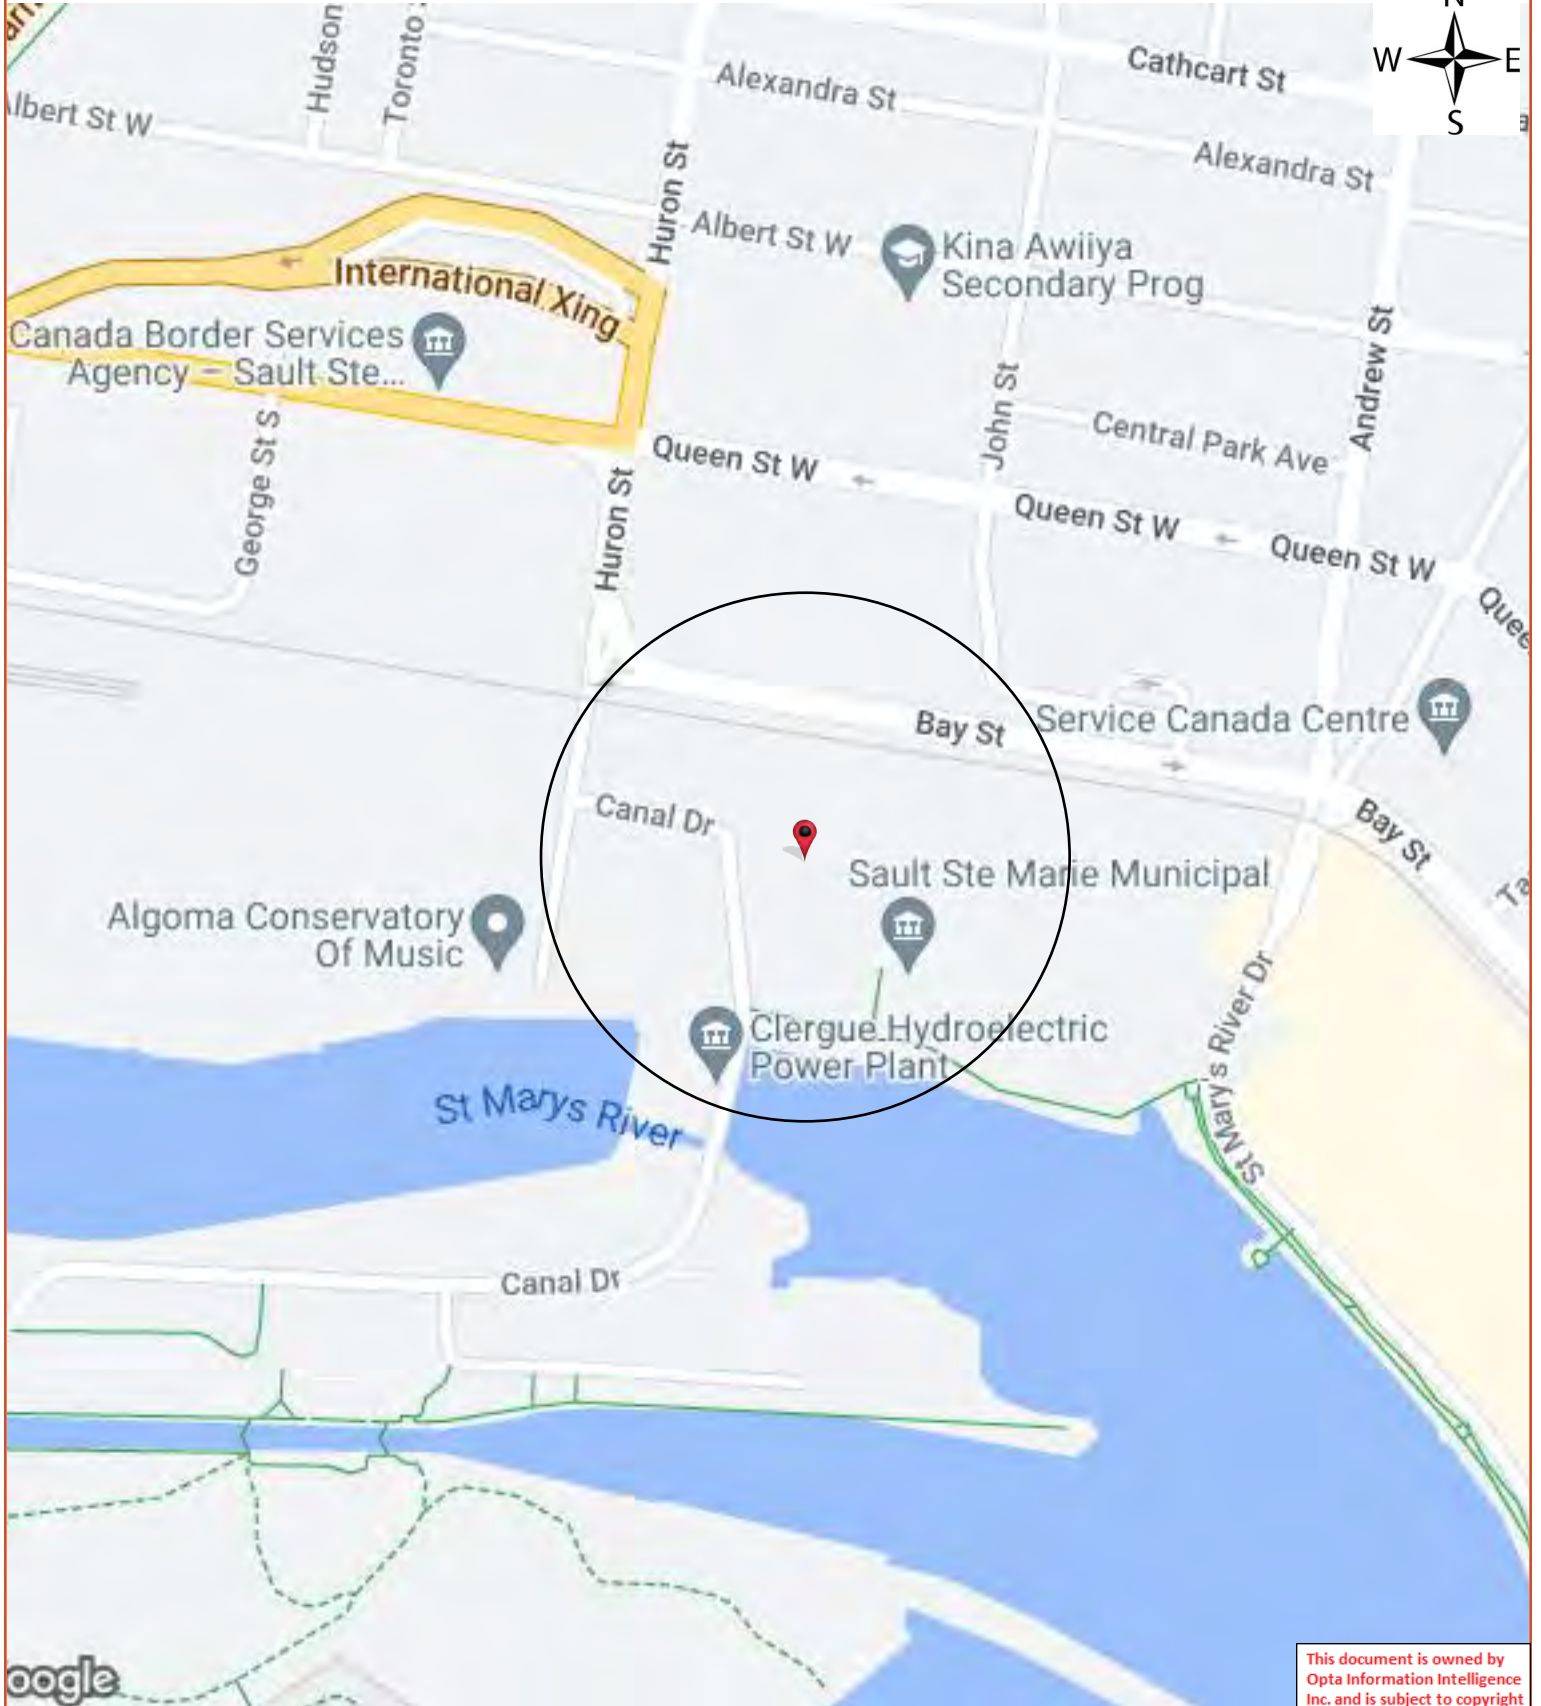 N
W E
S
Hudson
Toronto
Cathcart St
Alexandra St
Alexandra St
Albert St W
Huron St
Albert St W
Kina Awiiya
Secondary Prog
International Xing
Canada Border Services
Agency – Sault Ste...
Andrew St
John St
Central Park Ave
George St S
Queen St W
Queen St W
Queen St W
Huron St
Bay St
Service Canada Centre
Canal Dr
Bay St
Sault Ste Marie Municipal
Algoma Conservatory
Of Music
St Mary's River Dr
Clergue Hydroelectric
Power Plant
St Marys River
Canal Dr
oogle
This document is owned by
Opta Information Intelligence
Inc. and is subject to copyright